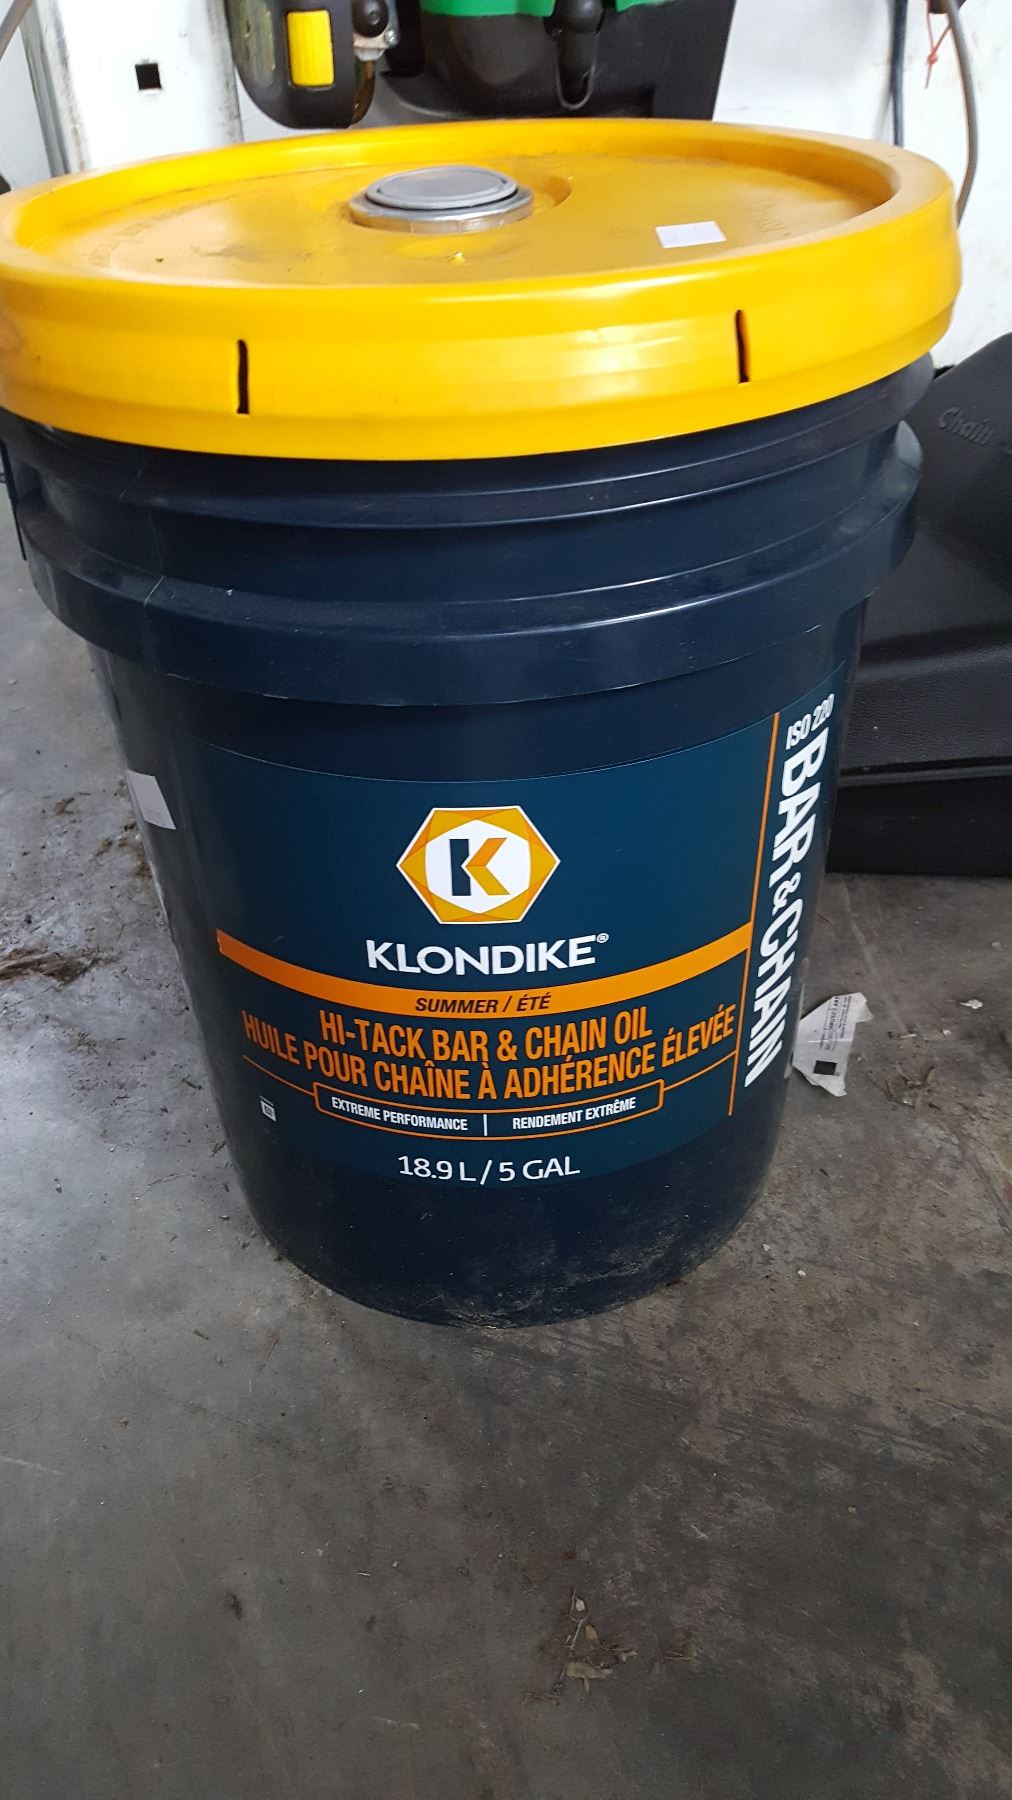 Chain
KLONDIKE®
SUMMER / ÉTÉ
HI-TACK BAR & CHAIN OIL
HUILE POUR CHAÎNE À ADHÉRENCE ÉLEVÉE
EXTREME PERFORMANCE | RENDEMENT EXTRÊME
18.9 L / 5 GAL
ISO 220
BAR & CHAIN